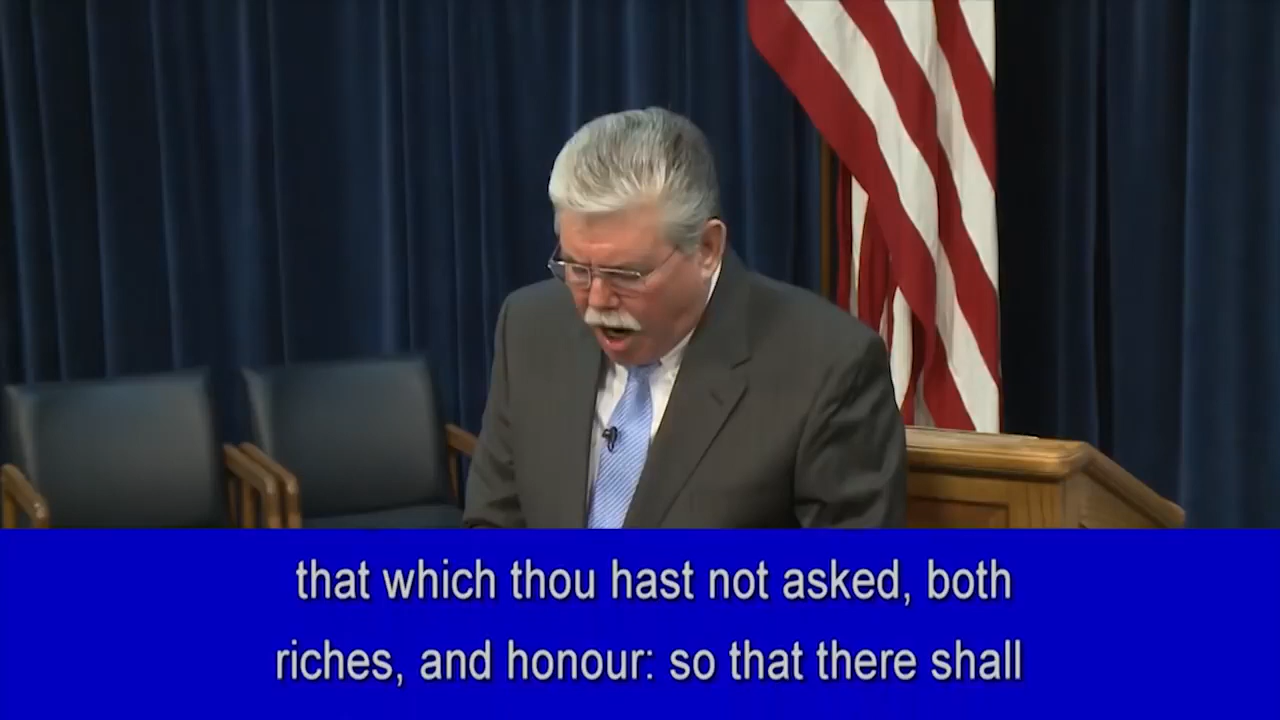 that which thou hast not asked, both
riches, and honour: so that there shall